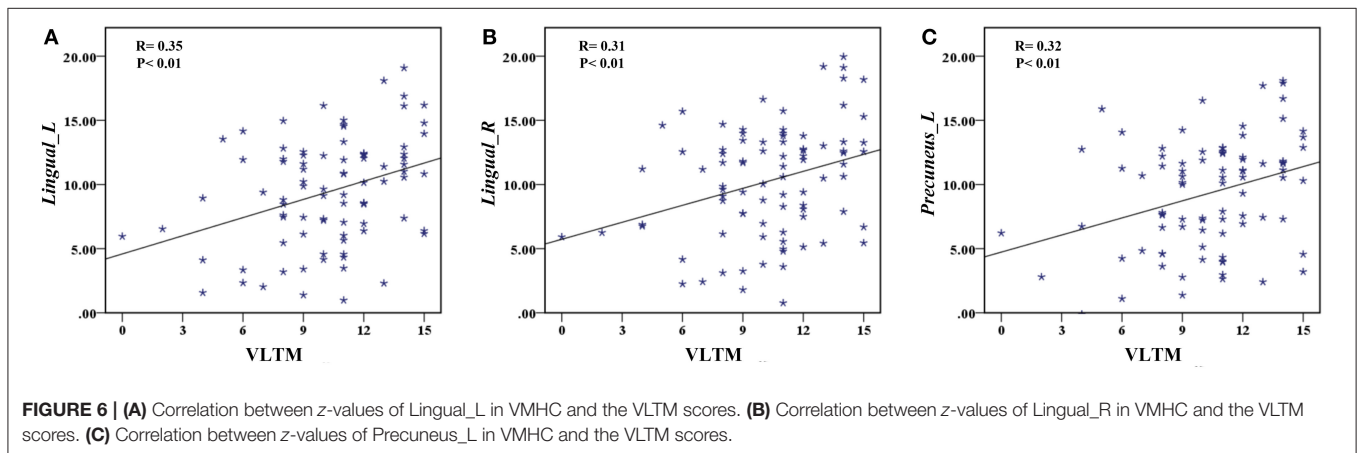 A
R= 0.35
P< 0.01
20.00
15.00
10.00
5.00
.00
Lingual_L
0 3 6 9 12 15
VLTM
B
R= 0.31
P< 0.01
20.00
15.00
10.00
5.00
.00
Lingual_R
0 3 6 9 12 15
VLTM
C
R= 0.32
P< 0.01
20.00
15.00
10.00
5.00
.00
Precuneus_L
0 3 6 9 12 15
VLTM
FIGURE 6 | (A) Correlation between z-values of Lingual_L in VMHC and the VLTM scores. (B) Correlation between z-values of Lingual_R in VMHC and the VLTM
scores. (C) Correlation between z-values of Precuneus_L in VMHC and the VLTM scores.